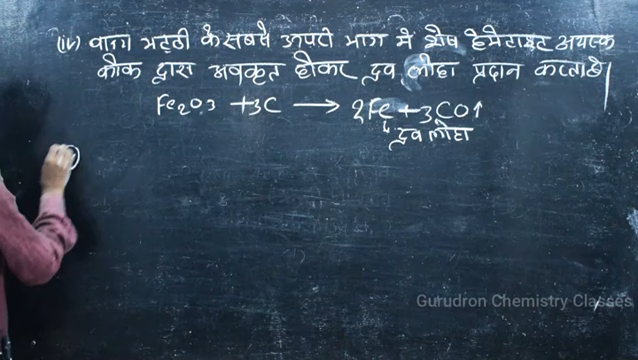 (iv) वात्या भट्टी के सबसे ऊपरी भाग में शेष हेमेटाइट अयस्क
कोक द्वारा अवकृत होकर द्रव लोहा प्रदान करता है।
Fe2O3 +3C → 2Fe + 3CO↑
द्रव लोहा
Gurudron Chemistry Classes